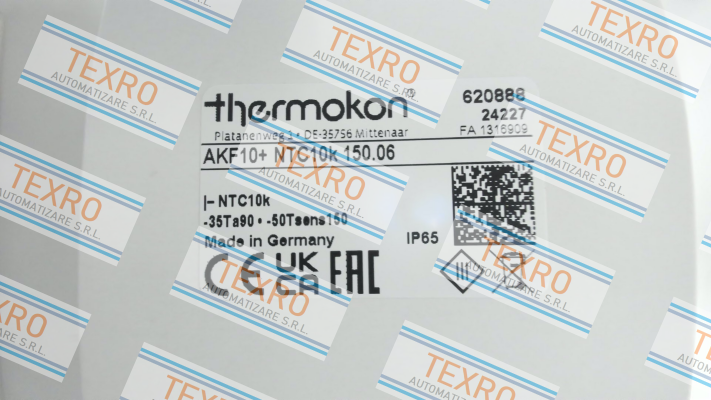 thermokon®
620888
24227
Platanenweg 3 • DE-35756 Mittenaar
FA 1316909
AKF10+ NTC10k 150.06
|– NTC10k
-35Ta90 • -50Tsens150
Made in Germany
IP65
CE UK CA EAC
TEXRO
AUTOMATIZARE S.R.L.